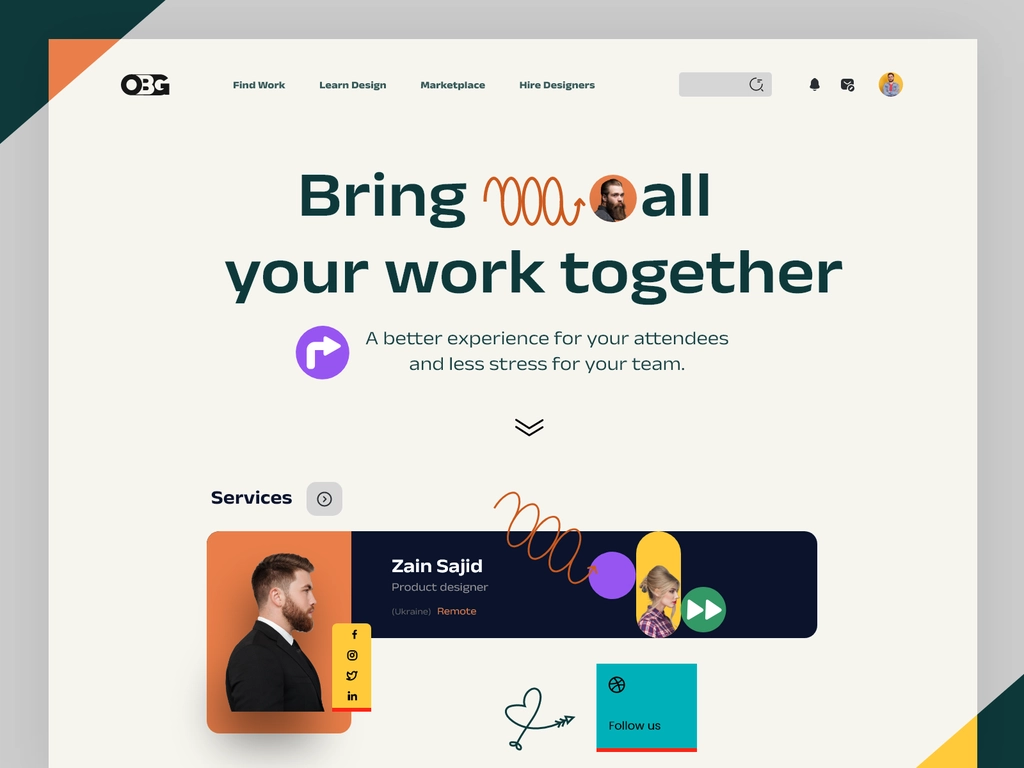 OBG
Find Work Learn Design Marketplace Hire Designers
Bring all
your work together
A better experience for your attendees
and less stress for your team.
Services
Zain Sajid
Product designer
(Ukraine) Remote
Follow us